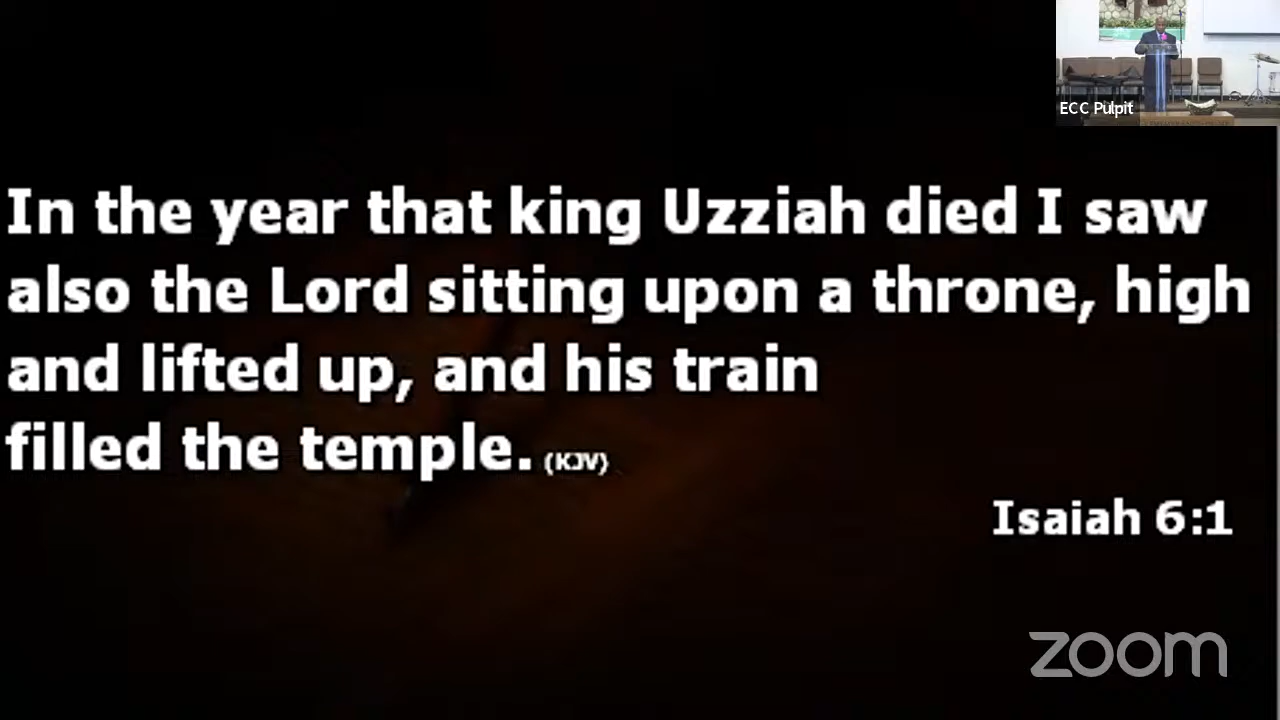 ECC Pulpit
In the year that king Uzziah died I saw
also the Lord sitting upon a throne, high
and lifted up, and his train
filled the temple. (KJV)
Isaiah 6:1
zoom